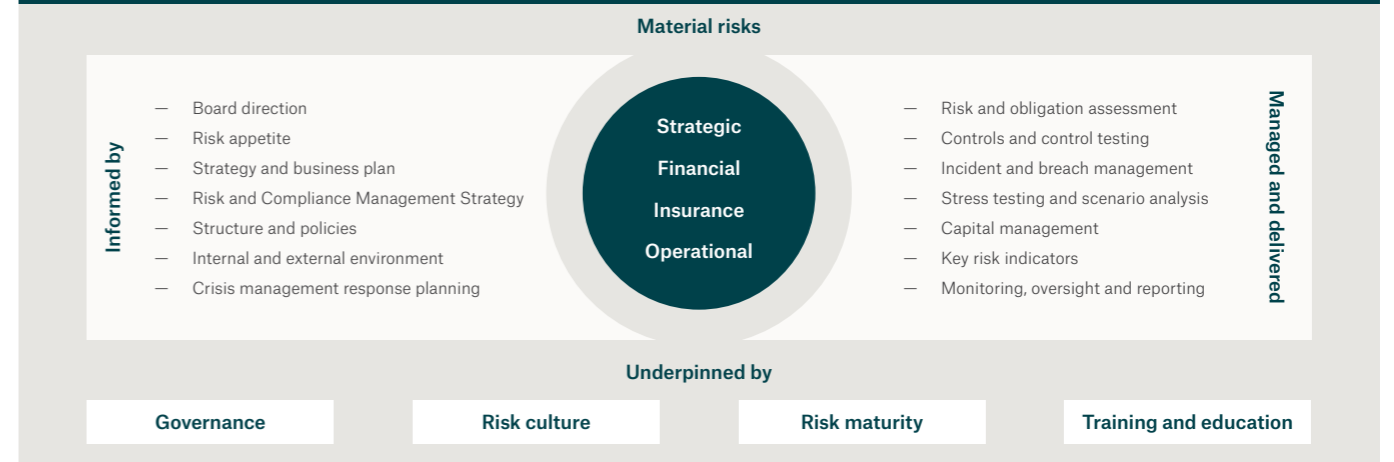 Material risks
Informed by
— Board direction
— Risk appetite
— Strategy and business plan
— Risk and Compliance Management Strategy
— Structure and policies
— Internal and external environment
— Crisis management response planning
Strategic
Financial
Insurance
Operational
— Risk and obligation assessment
— Controls and control testing
— Incident and breach management
— Stress testing and scenario analysis
— Capital management
— Key risk indicators
— Monitoring, oversight and reporting
Managed and delivered
Underpinned by
Governance
Risk culture
Risk maturity
Training and education